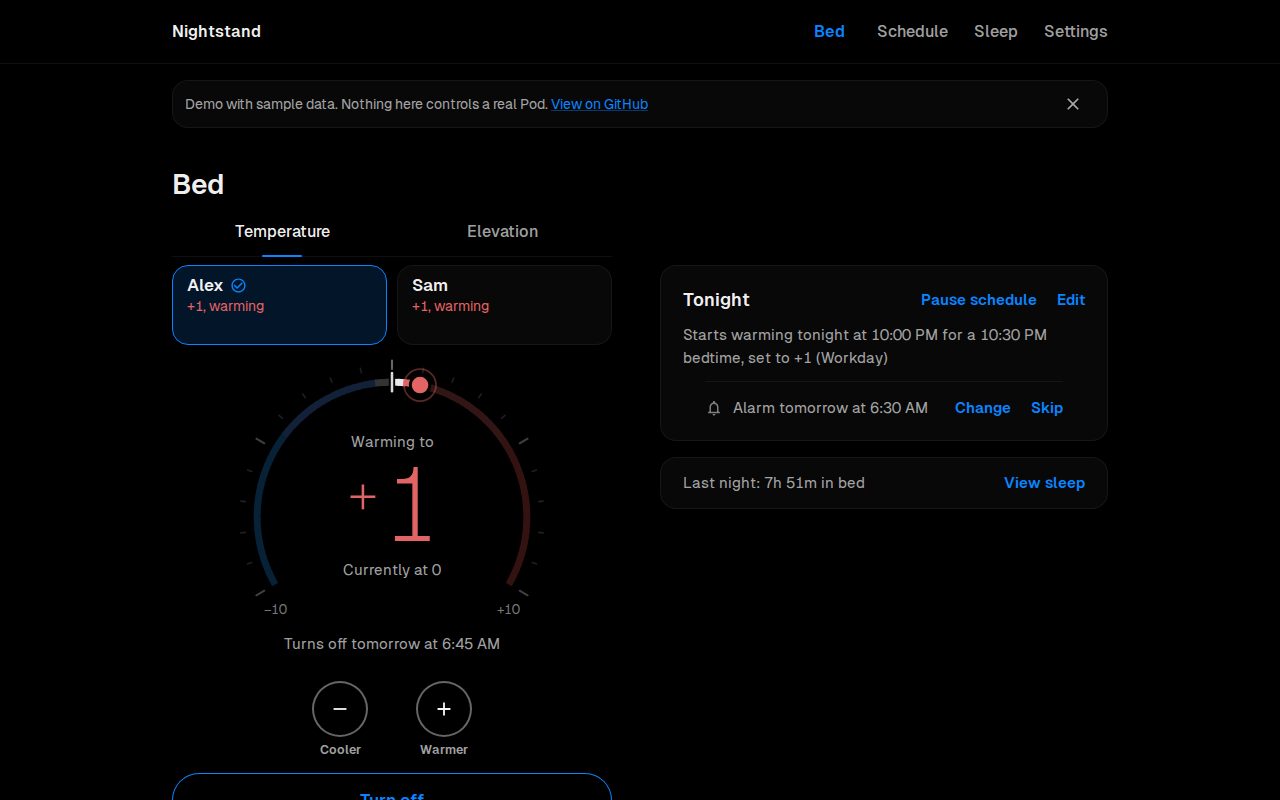 Nightstand
Bed Schedule Sleep Settings
Demo with sample data. Nothing here controls a real Pod. View on GitHub
Bed
Temperature Elevation
Alex
+1, warming
Sam
+1, warming
Warming to
+1
Currently at 0
−10 +10
Turns off tomorrow at 6:45 AM
Cooler Warmer
Turn off
Tonight Pause schedule Edit
Starts warming tonight at 10:00 PM for a 10:30 PM
bedtime, set to +1 (Workday)
Alarm tomorrow at 6:30 AM Change Skip
Last night: 7h 51m in bed View sleep